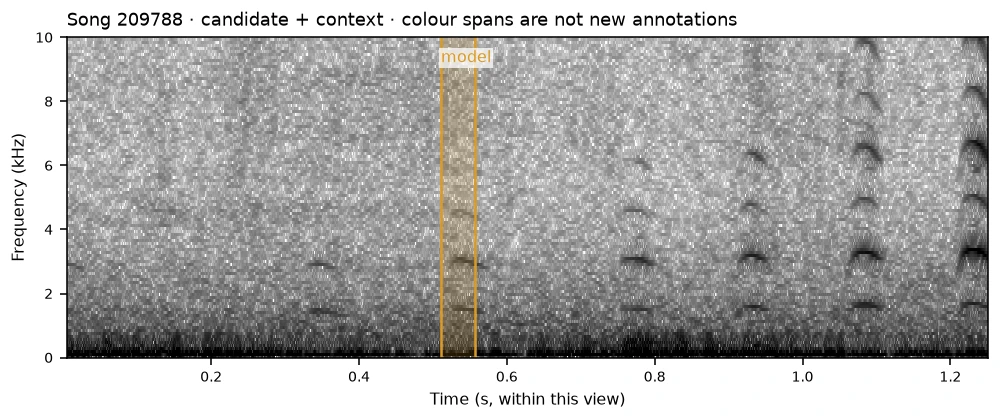 Song 209788 · candidate + context · colour spans are not new annotations
model
10
8
6
4
2
0
Frequency (kHz)
0.2 0.4 0.6 0.8 1.0 1.2
Time (s, within this view)